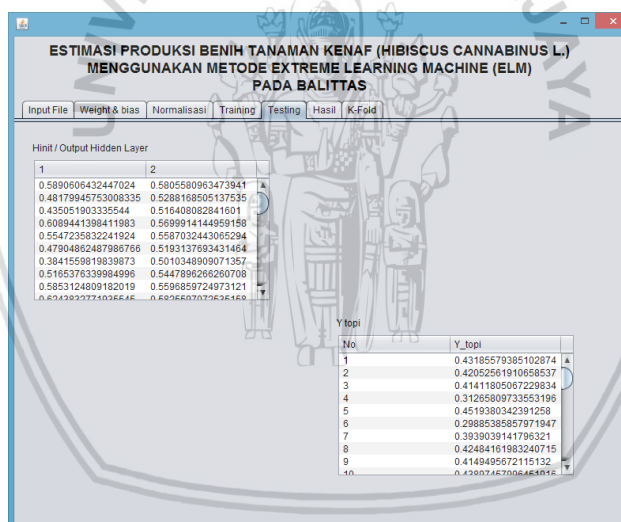 ESTIMASI PRODUKSI BENIH TANAMAN KENAF (HIBISCUS CANNABINUS L.)
MENGGUNAKAN METODE EXTREME LEARNING MACHINE (ELM)
PADA BALITTAS
Input File Weight & bias Normalisasi Training Testing Hasil K-Fold
Hinit / Output Hidden Layer
1 2
0.5890606432447024 0.5805580963473941
0.48179945753008335 0.5288168505137535
0.435051903335544 0.516408082841601
0.6089441398411983 0.5699914144959158
0.5547235832241924 0.5587032443065294
0.47904862487986766 0.5193137693431464
0.3841559819839873 0.5010348909071357
0.5165376339984996 0.5447896266260708
0.5853124809182019 0.5596859724973121
Y topi
No Y_topi
1 0.43185579385102874
2 0.42052561910658537
3 0.41411805067229834
4 0.31265809733553196
5 0.4519380342391258
6 0.29885385857971947
7 0.3939039141796321
8 0.42484161983240715
9 0.4149495672115132
10